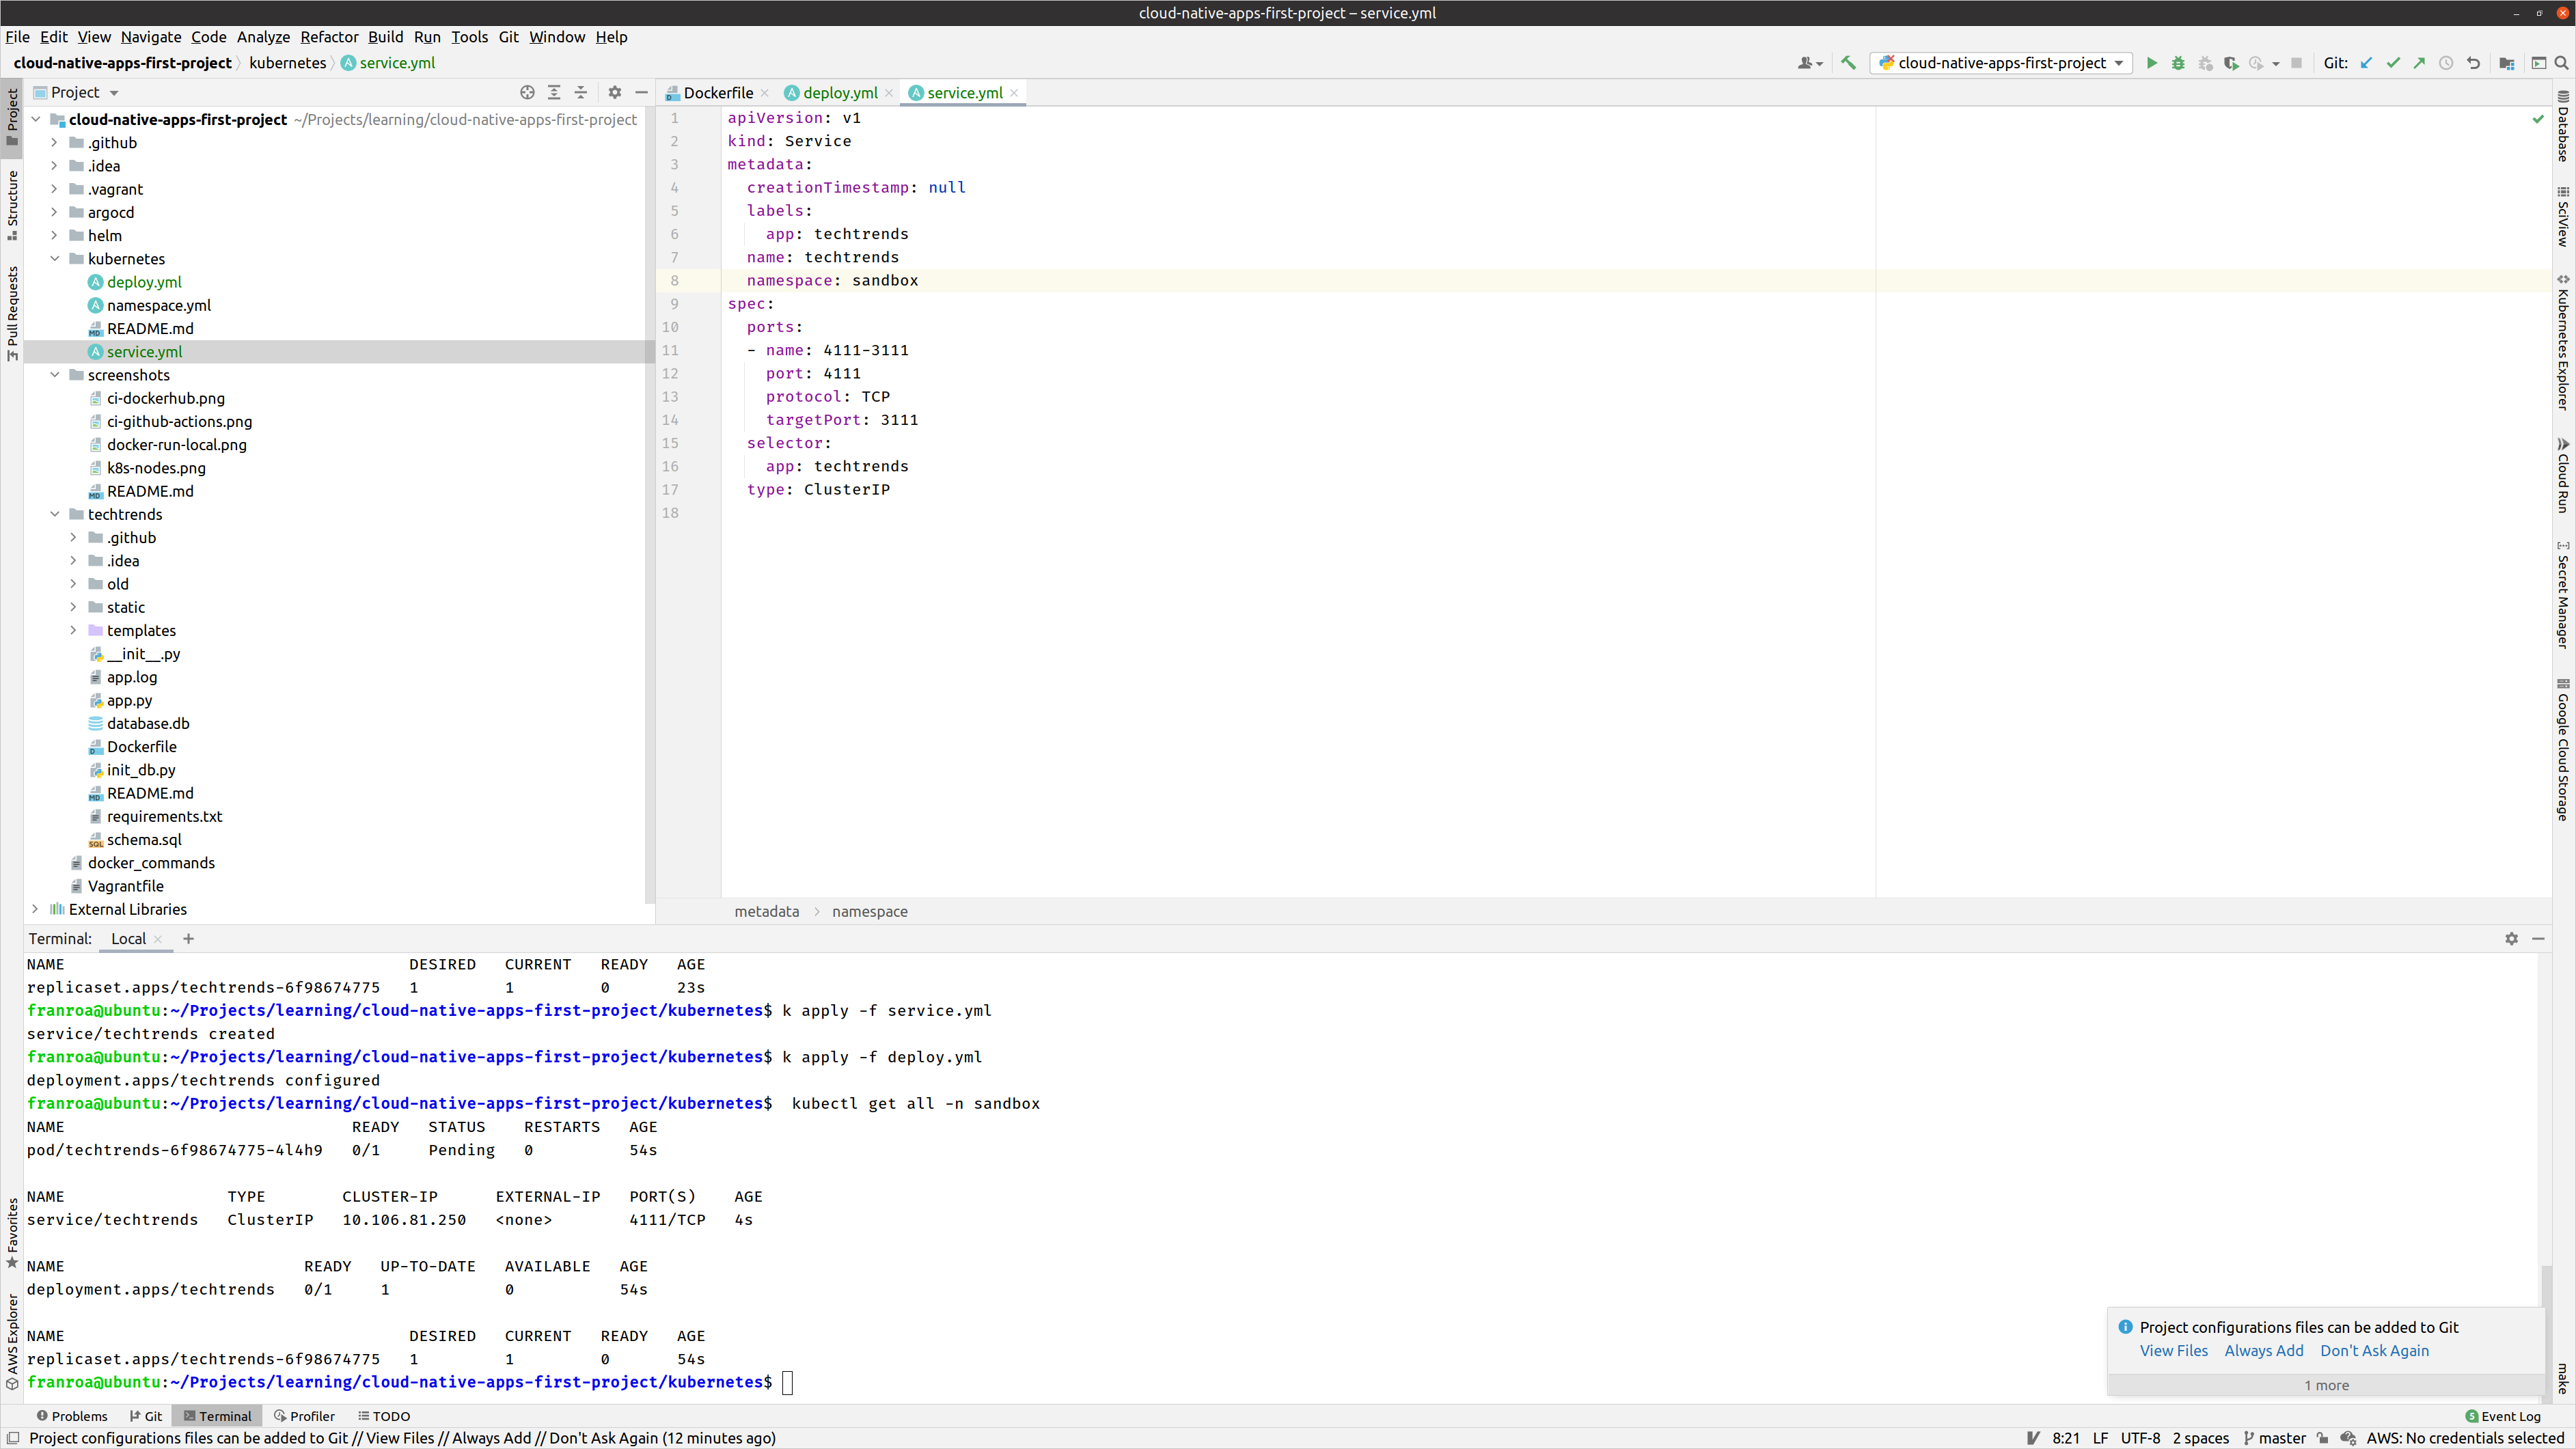 cloud-native-apps-first-project – service.yml
File Edit View Navigate Code Analyze Refactor Build Run Tools Git Window Help
cloud-native-apps-first-project kubernetes service.yml
cloud-native-apps-first-project Git:
Project
Dockerfile deploy.yml service.yml
cloud-native-apps-first-project ~/Projects/learning/cloud-native-apps-first-project
.github
.idea
.vagrant
argocd
helm
kubernetes
deploy.yml
namespace.yml
README.md
service.yml
screenshots
ci-dockerhub.png
ci-github-actions.png
docker-run-local.png
k8s-nodes.png
README.md
techtrends
.github
.idea
old
static
templates
__init__.py
app.log
app.py
database.db
Dockerfile
init_db.py
README.md
requirements.txt
schema.sql
docker_commands
Vagrantfile
External Libraries
1 apiVersion: v1
2 kind: Service
3 metadata:
4 creationTimestamp: null
5 labels:
6 app: techtrends
7 name: techtrends
8 namespace: sandbox
9 spec:
10 ports:
11 - name: 4111-3111
12 port: 4111
13 protocol: TCP
14 targetPort: 3111
15 selector:
16 app: techtrends
17 type: ClusterIP
18
metadata namespace
Project
Structure
Pull Requests
Favorites
AWS Explorer
Database
SciView
Kubernetes Explorer
Cloud Run
Secret Manager
Google Cloud Storage
make
Terminal: Local
NAME DESIRED CURRENT READY AGE
replicaset.apps/techtrends-6f98674775 1 1 0 23s
franroa@ubuntu:~/Projects/learning/cloud-native-apps-first-project/kubernetes$ k apply -f service.yml
service/techtrends created
franroa@ubuntu:~/Projects/learning/cloud-native-apps-first-project/kubernetes$ k apply -f deploy.yml
deployment.apps/techtrends configured
franroa@ubuntu:~/Projects/learning/cloud-native-apps-first-project/kubernetes$ kubectl get all -n sandbox
NAME READY STATUS RESTARTS AGE
pod/techtrends-6f98674775-4l4h9 0/1 Pending 0 54s
NAME TYPE CLUSTER-IP EXTERNAL-IP PORT(S) AGE
service/techtrends ClusterIP 10.106.81.250 <none> 4111/TCP 4s
NAME READY UP-TO-DATE AVAILABLE AGE
deployment.apps/techtrends 0/1 1 0 54s
NAME DESIRED CURRENT READY AGE
replicaset.apps/techtrends-6f98674775 1 1 0 54s
franroa@ubuntu:~/Projects/learning/cloud-native-apps-first-project/kubernetes$
Project configurations files can be added to Git
View Files Always Add Don't Ask Again
1 more
Problems Git Terminal Profiler TODO Event Log
Project configurations files can be added to Git // View Files // Always Add // Don't Ask Again (12 minutes ago) 8:21 LF UTF-8 2 spaces master AWS: No credentials selected